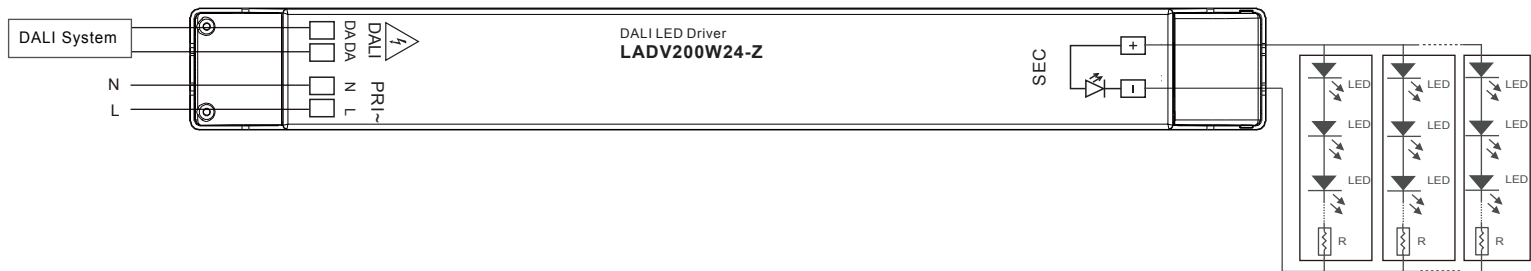 DALI System
N
L
DA DA
DALI
N
L
PRI~
DALI LED Driver
LADV200W24-Z
SEC
+
−
LED
LED
LED
LED
LED
LED
LED
LED
LED
R
R
R